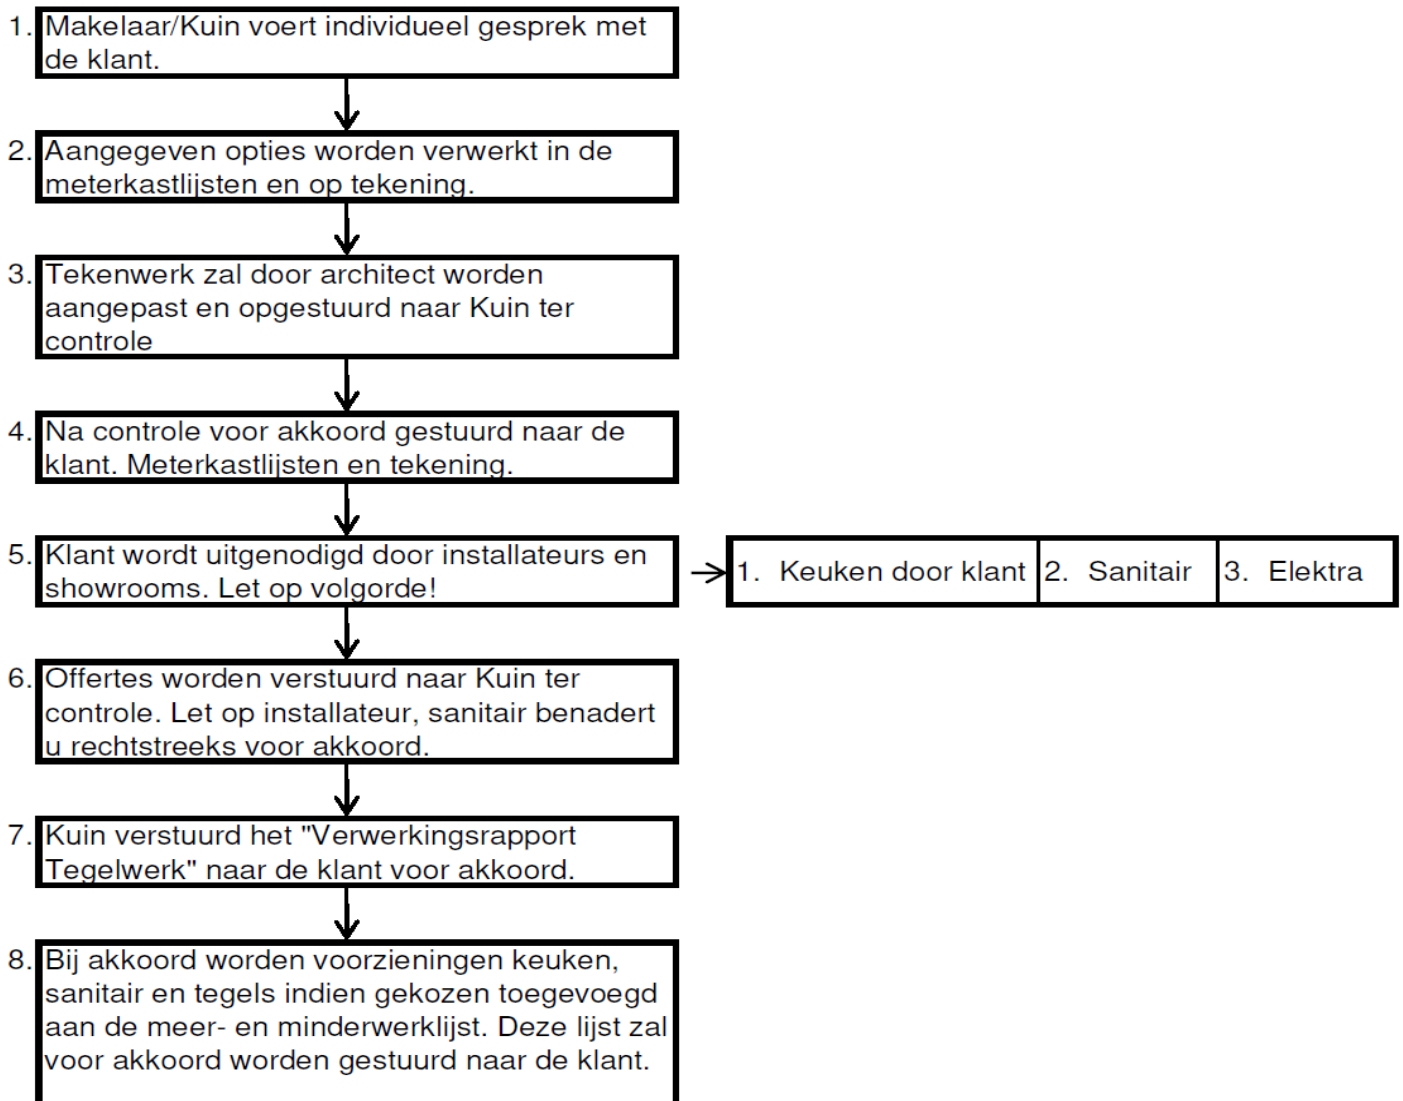 1. Makelaar/Kuin voert individueel gesprek met
de klant.
2. Aangegeven opties worden verwerkt in de
meterkastlijsten en op tekening.
3. Tekenwerk zal door architect worden
aangepast en opgestuurd naar Kuin ter
controle
4. Na controle voor akkoord gestuurd naar de
klant. Meterkastlijsten en tekening.
5. Klant wordt uitgenodigd door installateurs en
showrooms. Let op volgorde!
1. Keuken door klant 2. Sanitair 3. Elektra
6. Offertes worden verstuurd naar Kuin ter
controle. Let op installateur, sanitair benadert
u rechtstreeks voor akkoord.
7. Kuin verstuurd het "Verwerkingsrapport
Tegelwerk" naar de klant voor akkoord.
8. Bij akkoord worden voorzieningen keuken,
sanitair en tegels indien gekozen toegevoegd
aan de meer- en minderwerklijst. Deze lijst zal
voor akkoord worden gestuurd naar de klant.